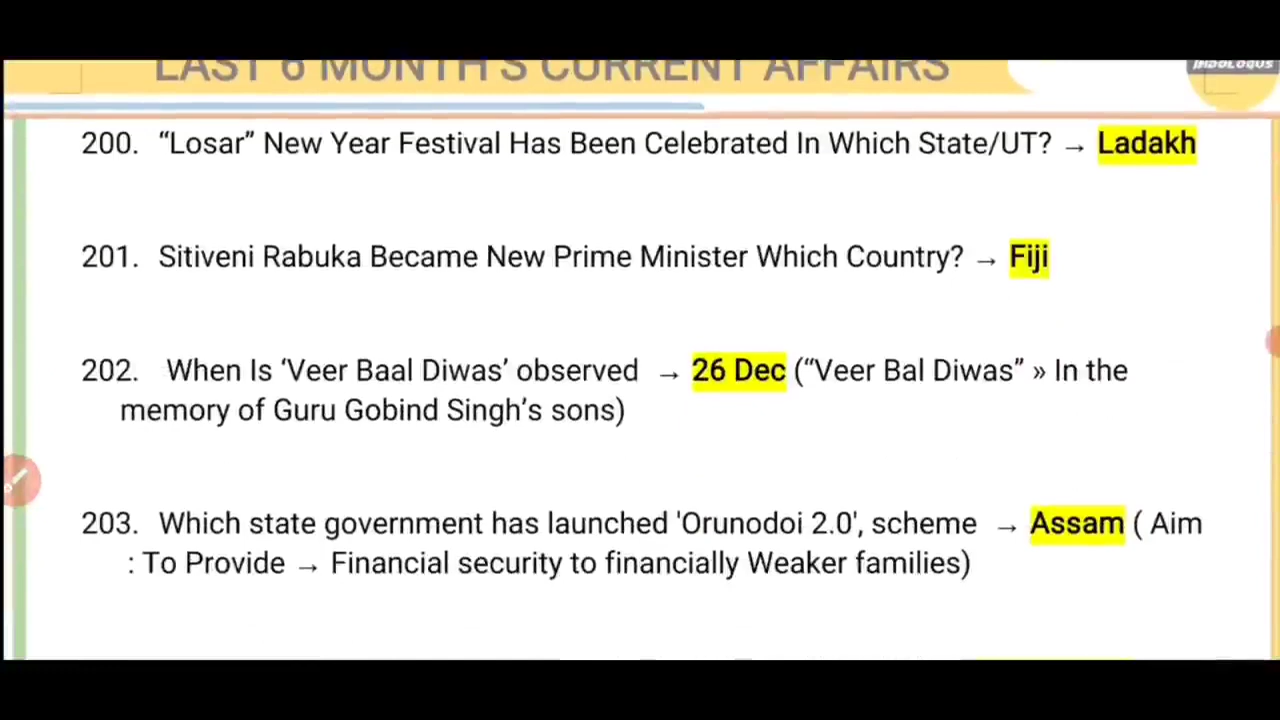 LAST 6 MONTH'S CURRENT AFFAIRS
INDOLOGUS
200. “Losar” New Year Festival Has Been Celebrated In Which State/UT? → Ladakh
201. Sitiveni Rabuka Became New Prime Minister Which Country? → Fiji
202. When Is ‘Veer Baal Diwas’ observed → 26 Dec (“Veer Bal Diwas” » In the
memory of Guru Gobind Singh’s sons)
203. Which state government has launched 'Orunodoi 2.0', scheme → Assam ( Aim
: To Provide → Financial security to financially Weaker families)